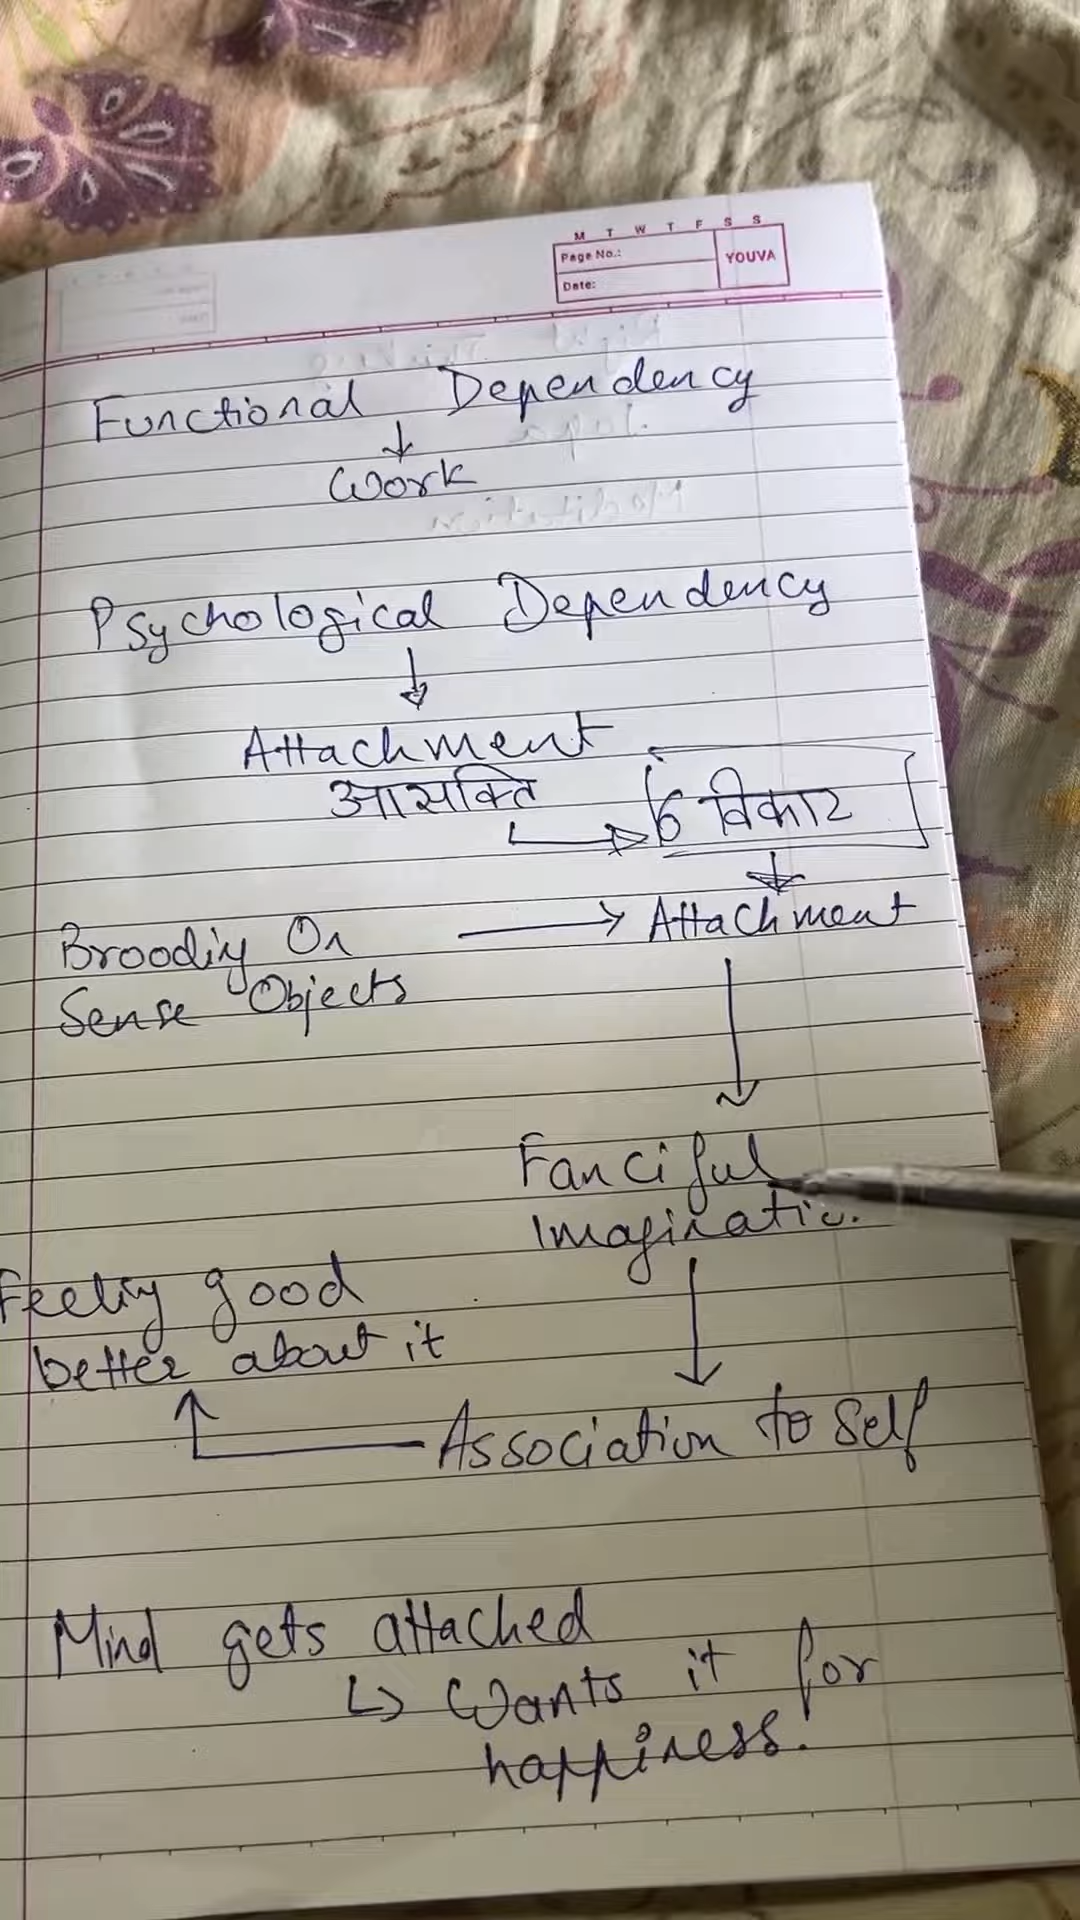 M T W T F S S
Page No.:
YOUVA
Date:
Functional Dependency
↓
Work
Psychological Dependency
↓
Attachment
आसक्ति
→ 6 विकार
↓
Brooding On → Attachment
Sense Objects
↓
Fanciful
Imagination
↓
Feeling good
better about it
↑ Association to Self
Mind gets attached
↳ Wants it for
happiness.